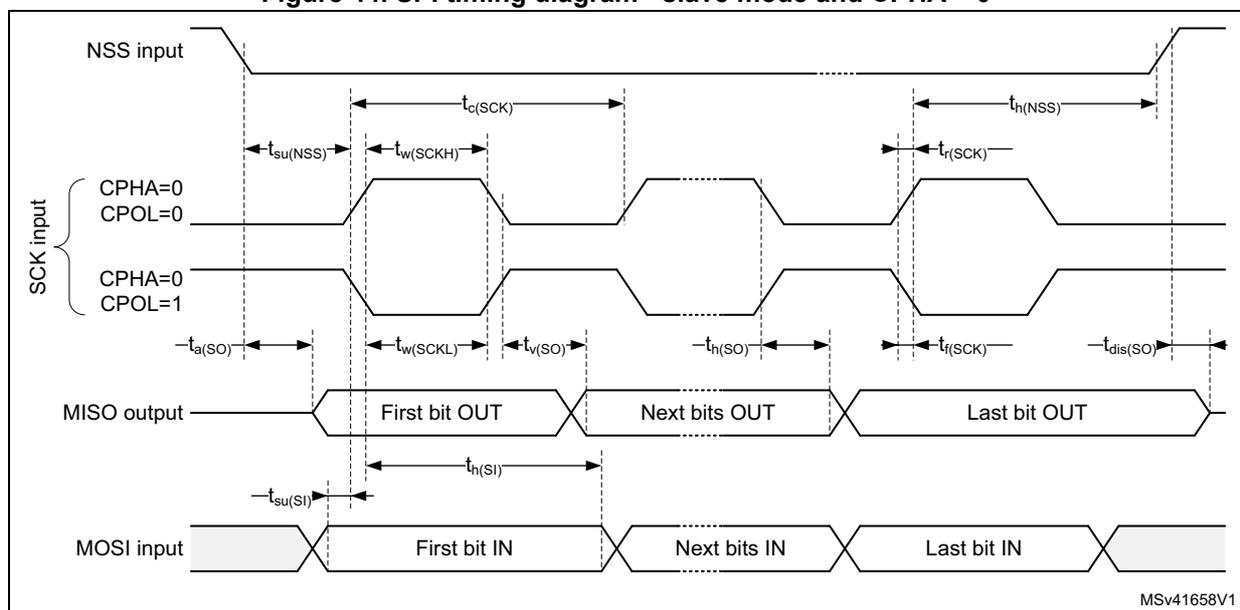 NSS input
tc(SCK)
th(NSS)
tsu(NSS)
tw(SCKH)
tr(SCK)
SCK input
CPHA=0
CPOL=0
CPHA=0
CPOL=1
ta(SO)
tw(SCKL)
tv(SO)
th(SO)
tf(SCK)
tdis(SO)
MISO output
First bit OUT
Next bits OUT
Last bit OUT
th(SI)
tsu(SI)
MOSI input
First bit IN
Next bits IN
Last bit IN
MSv41658V1